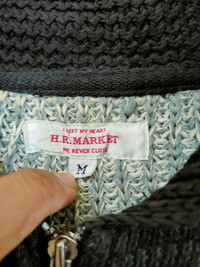 I LEFT MY HEART
H.R.MARKET
WE NEVER CLOSE
M